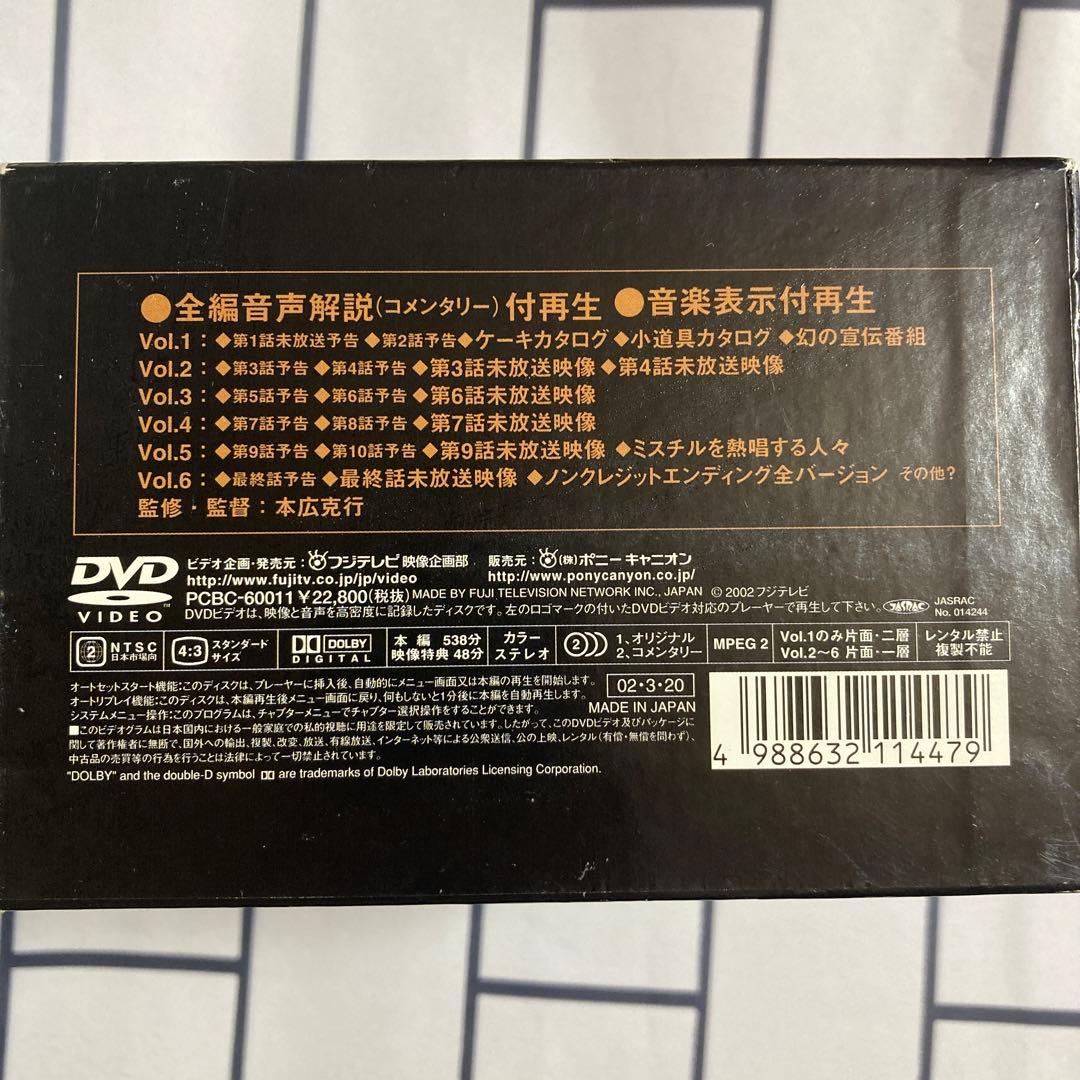 ●全編音声解説(コメンタリー)付再生 ●音楽表示付再生
Vol.1：◆第1話未放送予告 ◆第2話予告◆ケーキカタログ ◆小道具カタログ ◆幻の宣伝番組
Vol.2：◆第3話予告 ◆第4話予告 ◆第3話未放送映像 ◆第4話未放送映像
Vol.3：◆第5話予告 ◆第6話予告 ◆第6話未放送映像
Vol.4：◆第7話予告 ◆第8話予告 ◆第7話未放送映像
Vol.5：◆第9話予告 ◆第10話予告 ◆第9話未放送映像 ◆ミスチルを熱唱する人々
Vol.6：◆最終話予告 ◆最終話未放送映像 ◆ノンクレジットエンディング全バージョン その他?
監修・監督：本広克行
DVD VIDEO
ビデオ企画・発売元：フジテレビ映像企画部 販売元：(株)ポニーキャニオン
http://www.fujitv.co.jp/jp/video http://www.ponycanyon.co.jp/
PCBC-60011 ¥22,800(税抜) MADE BY FUJI TELEVISION NETWORK INC., JAPAN ©2002 フジテレビ
DVDビデオは、映像と音声を高密度に記録したディスクです。左のロゴマークの付いたDVDビデオ対応のプレーヤーで再生して下さい。
JASRAC
JASRAC No. 014244
2 NTSC 日本市場向
4:3 スタンダードサイズ
DOLBY DIGITAL
本編 538分 映像特典 48分
カラー ステレオ
2 1、オリジナル 2、コメンタリー
MPEG 2
Vol.1のみ片面・二層 Vol.2〜6 片面・一層
レンタル禁止 複製不能
オートセットスタート機能：このディスクは、プレーヤーに挿入後、自動的にメニュー画面又は本編の再生を開始します。
オートリプレイ機能：このディスクは、本編再生後メニュー画面に戻り、何もしないと1分後に本編を自動再生します。
システムメニュー操作：このプログラムは、チャプターメニューでチャプター選択操作をすることができます。
■このビデオグラムは日本国内における一般家庭での私的視聴に用途を限定して販売されています。したがって、このDVDビデオ及びパッケージに
関して著作権者に無断で、国外への輸出、複製、改変、放送、有線放送、インターネット等による公衆送信、公の上映、レンタル(有償・無償を問わず)、
中古品の売買等の行為を行うことは法律によって一切禁止されています。
"DOLBY" and the double-D symbol are trademarks of Dolby Laboratories Licensing Corporation.
02・3・20
MADE IN JAPAN
4 988632 114479